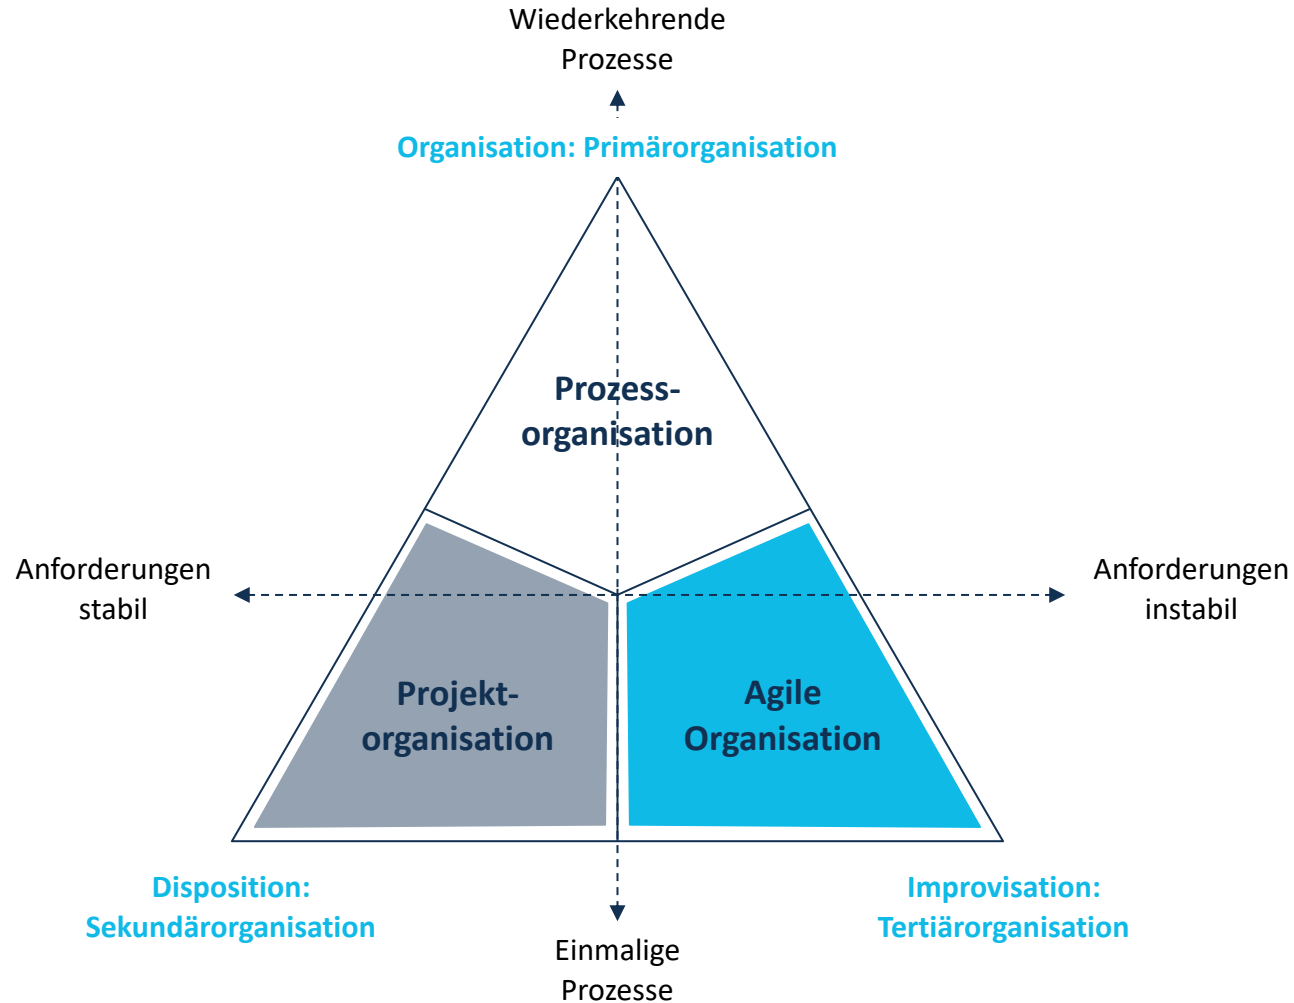 Wiederkehrende
Prozesse
Organisation: Primärorganisation
Prozess-
organisation
Anforderungen
stabil
Anforderungen
instabil
Projekt-
organisation
Agile
Organisation
Disposition:
Sekundärorganisation
Improvisation:
Tertiärorganisation
Einmalige
Prozesse